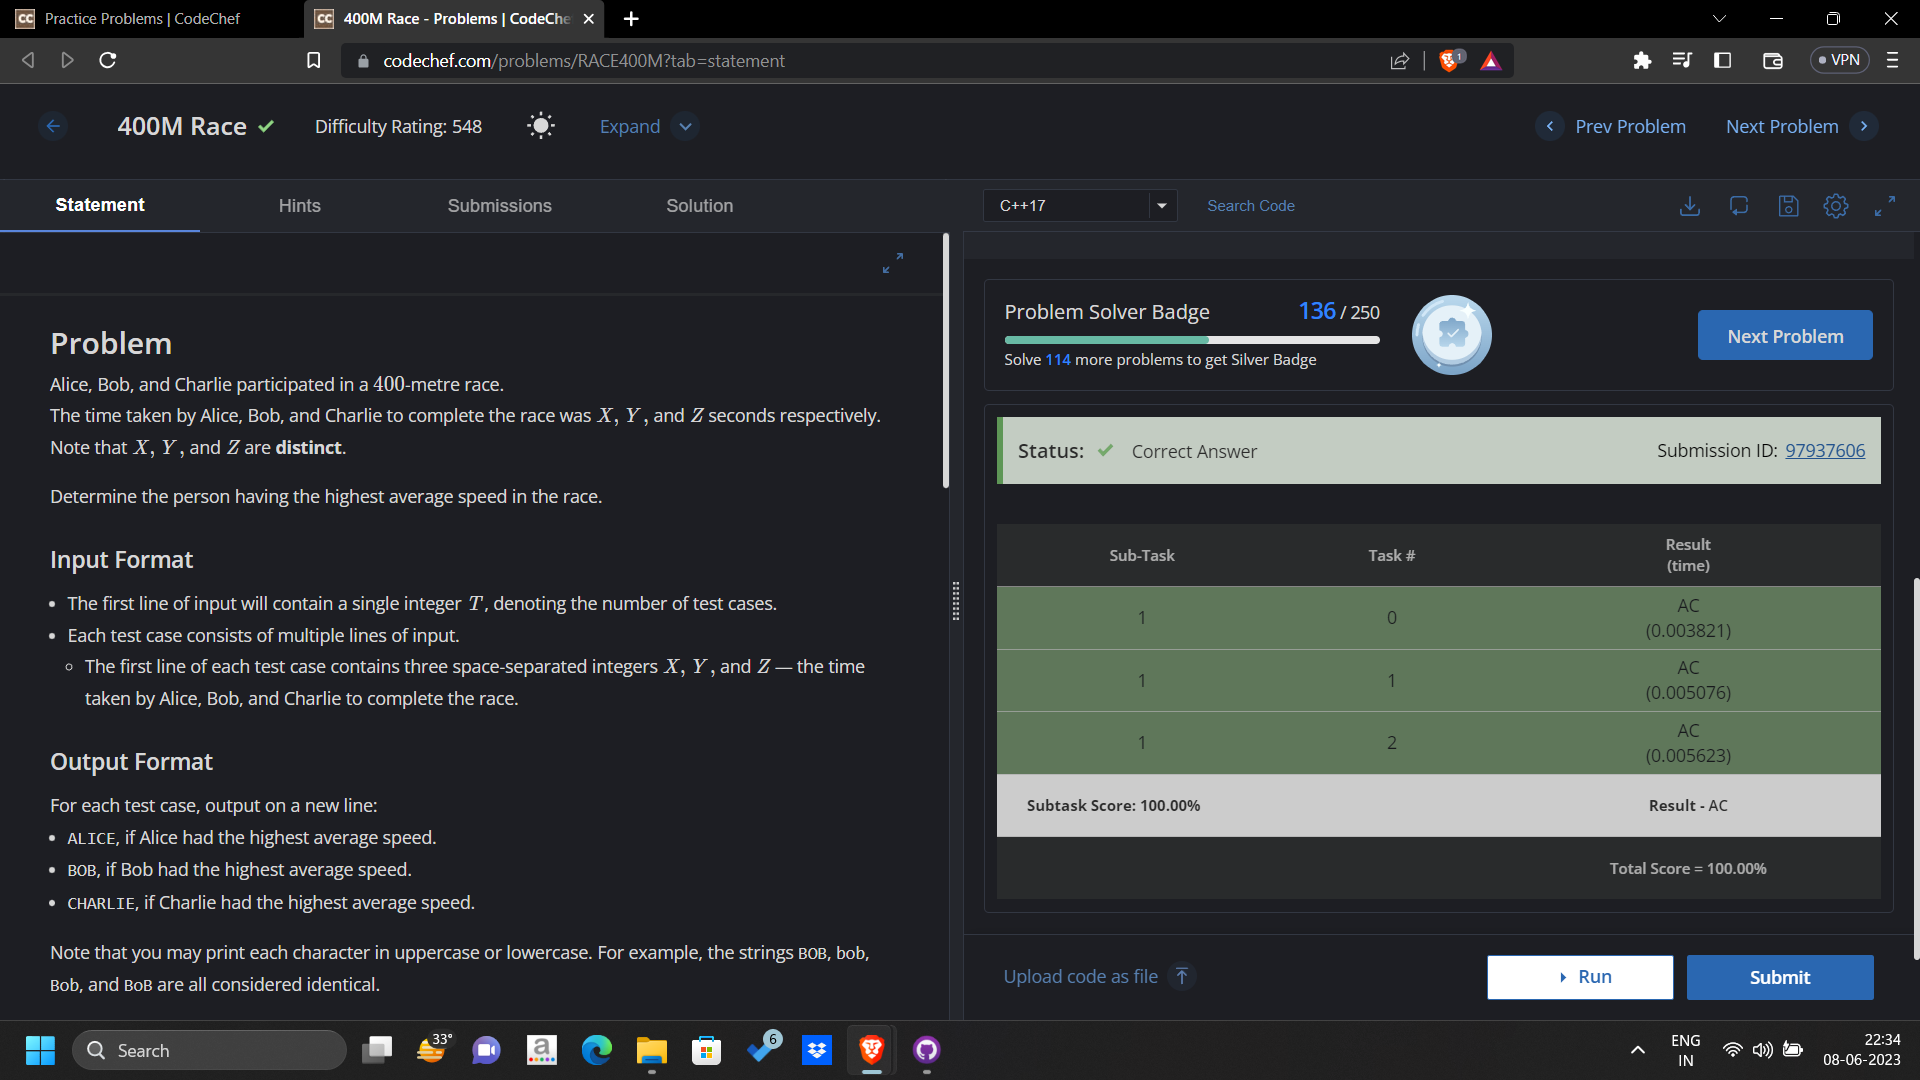 Practice Problems | CodeChef
400M Race - Problems | CodeChe
codechef.com/problems/RACE400M?tab=statement
1
VPN
400M Race
Difficulty Rating: 548
Expand
Prev Problem
Next Problem
Statement
Hints
Submissions
Solution
C++17
Search Code
Problem
Alice, Bob, and Charlie participated in a 400-metre race.
The time taken by Alice, Bob, and Charlie to complete the race was X, Y, and Z seconds respectively.
Note that X, Y, and Z are distinct.
Determine the person having the highest average speed in the race.
Input Format
• The first line of input will contain a single integer T, denoting the number of test cases.
• Each test case consists of multiple lines of input.
◦ The first line of each test case contains three space-separated integers X, Y, and Z — the time
taken by Alice, Bob, and Charlie to complete the race.
Output Format
For each test case, output on a new line:
• ALICE, if Alice had the highest average speed.
• BOB, if Bob had the highest average speed.
• CHARLIE, if Charlie had the highest average speed.
Note that you may print each character in uppercase or lowercase. For example, the strings BOB, bob,
Bob, and BoB are all considered identical.
Problem Solver Badge
136 / 250
Solve 114 more problems to get Silver Badge
Next Problem
Status: ✓ Correct Answer
Submission ID: 97937606
Sub-Task
Task #
Result
(time)
1
0
AC
(0.003821)
1
1
AC
(0.005076)
1
2
AC
(0.005623)
Subtask Score: 100.00%
Result - AC
Total Score = 100.00%
Upload code as file
Run
Submit
Search
33°
a
6
ENG
IN
22:34
08-06-2023